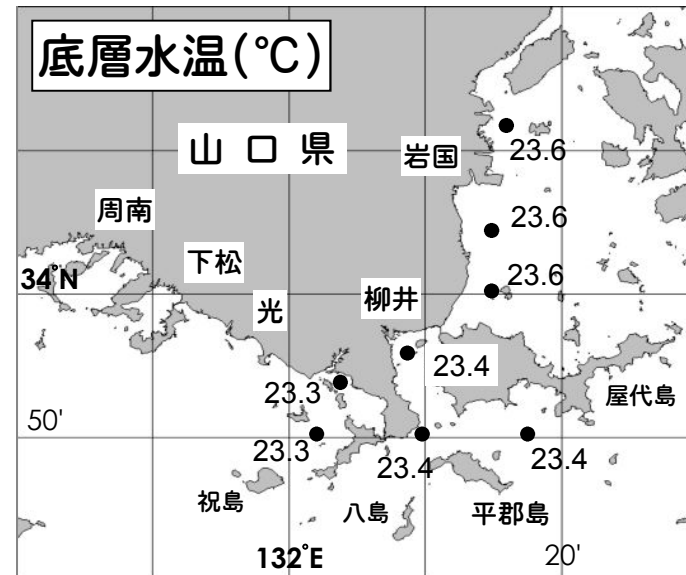 底層水温(℃)
山口県
岩国
23.6
周南
23.6
下松
34°N
23.6
光
柳井
23.4
23.3
屋代島
50'
23.3
23.4
23.4
祝島
八島
平郡島
132°E
20'